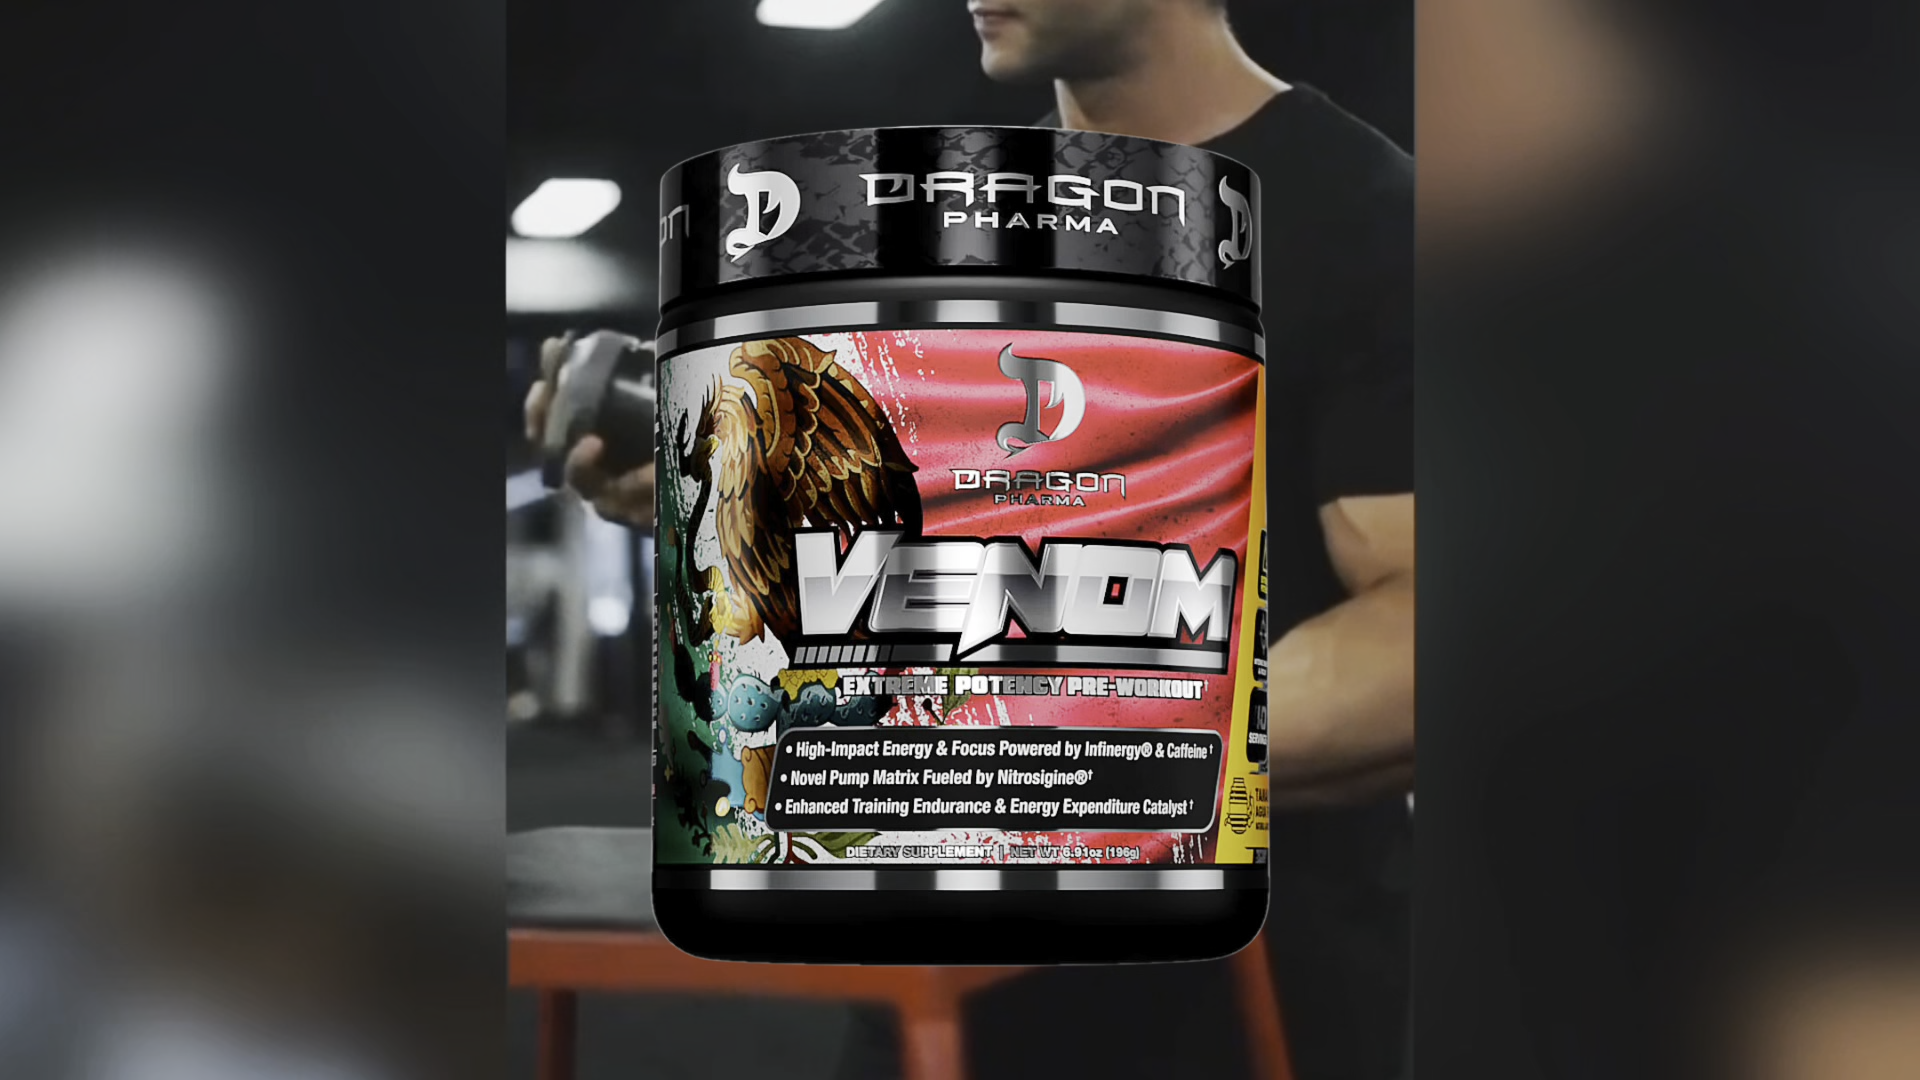 DRAGON
PHARMA
DRAGON
PHARMA
VENOM
EXTREME POTENCY PRE-WORKOUT†
• High-Impact Energy & Focus Powered by Infinergy® & Caffeine†
• Novel Pump Matrix Fueled by Nitrosigine®†
• Enhanced Training Endurance & Energy Expenditure Catalyst†
DIETARY SUPPLEMENT | NET WT 6.91oz (196g)